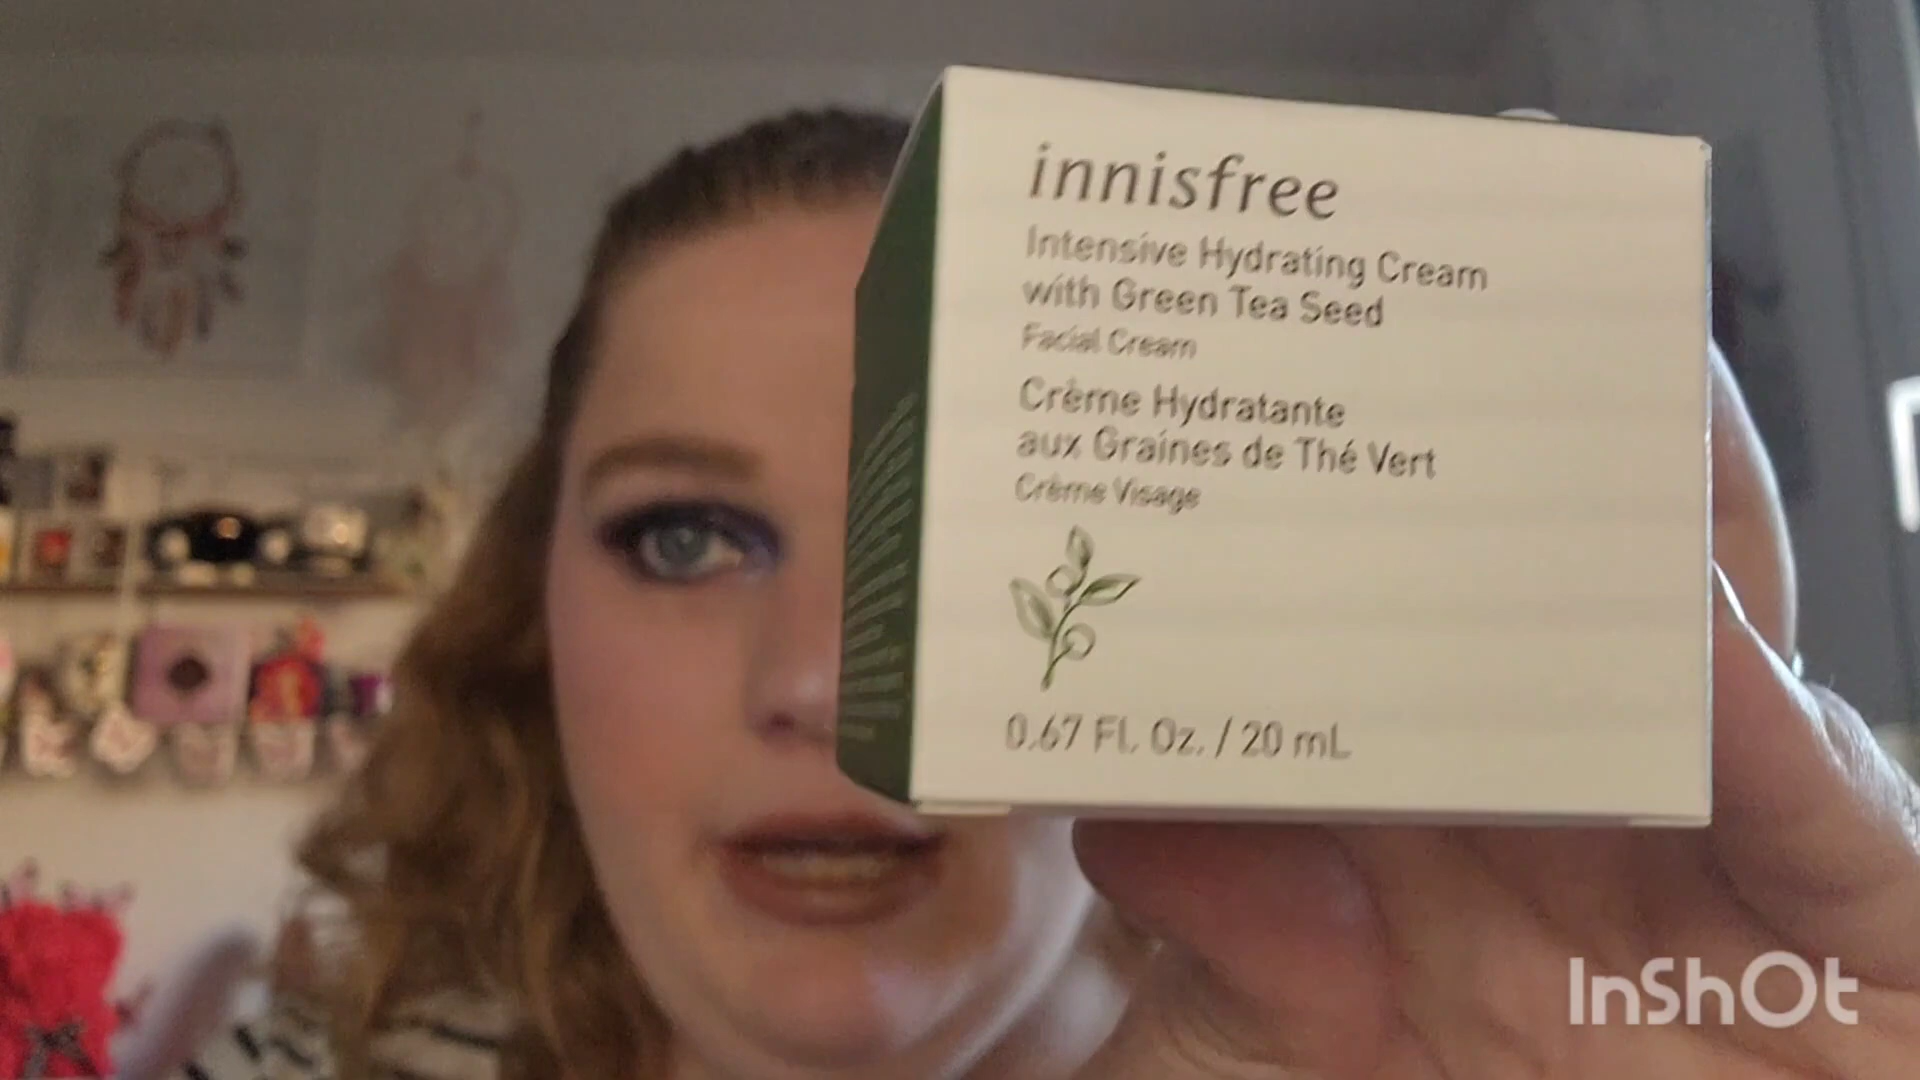 innisfree
Intensive Hydrating Cream
with Green Tea Seed
Facial Cream
Crème Hydratante
aux Graines de Thé Vert
Crème Visage
0.67 Fl. Oz. / 20 mL
InShOt